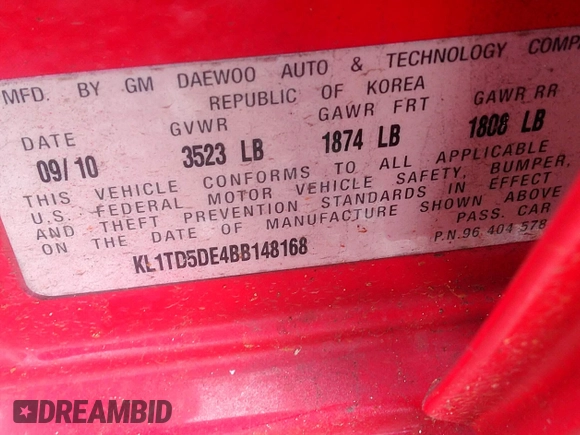 MFD. BY GM DAEWOO AUTO & TECHNOLOGY
REPUBLIC OF KOREA
DATE GVWR GAWR FRT GAWR RR
09/10 3523 LB 1874 LB 1808 LB
THIS VEHICLE CONFORMS TO ALL APPLICABLE
U.S. FEDERAL MOTOR VEHICLE SAFETY, BUMPER,
AND THEFT PREVENTION STANDARDS IN EFFECT
ON THE DATE OF MANUFACTURE SHOWN ABOVE
PASS. CAR
KL1TD5DE4BB148168
P.N.96 404 578
DREAMBID